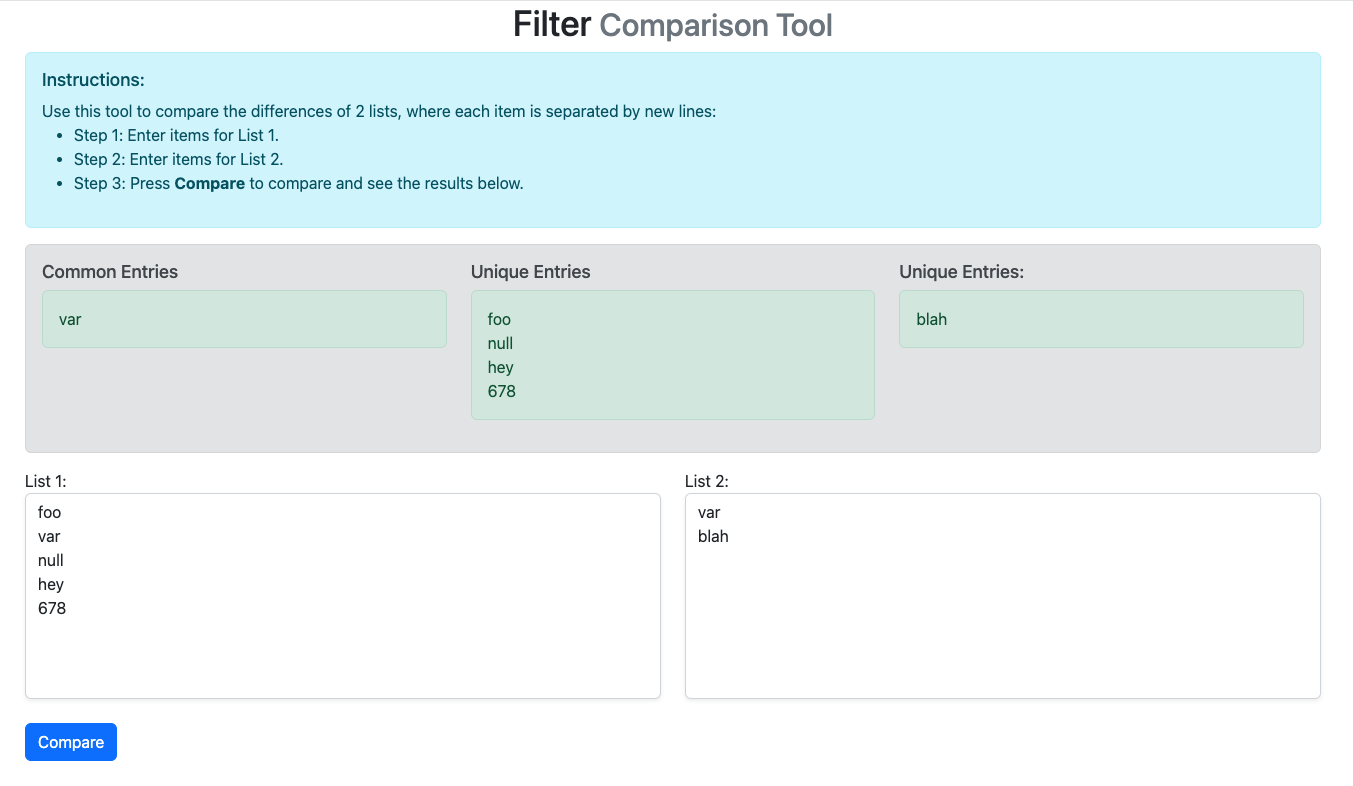 Filter Comparison Tool
Instructions:
Use this tool to compare the differences of 2 lists, where each item is separated by new lines:
• Step 1: Enter items for List 1.
• Step 2: Enter items for List 2.
• Step 3: Press Compare to compare and see the results below.
Common Entries
var
Unique Entries
foo
null
hey
678
Unique Entries:
blah
List 1:
foo
var
null
hey
678
List 2:
var
blah
Compare